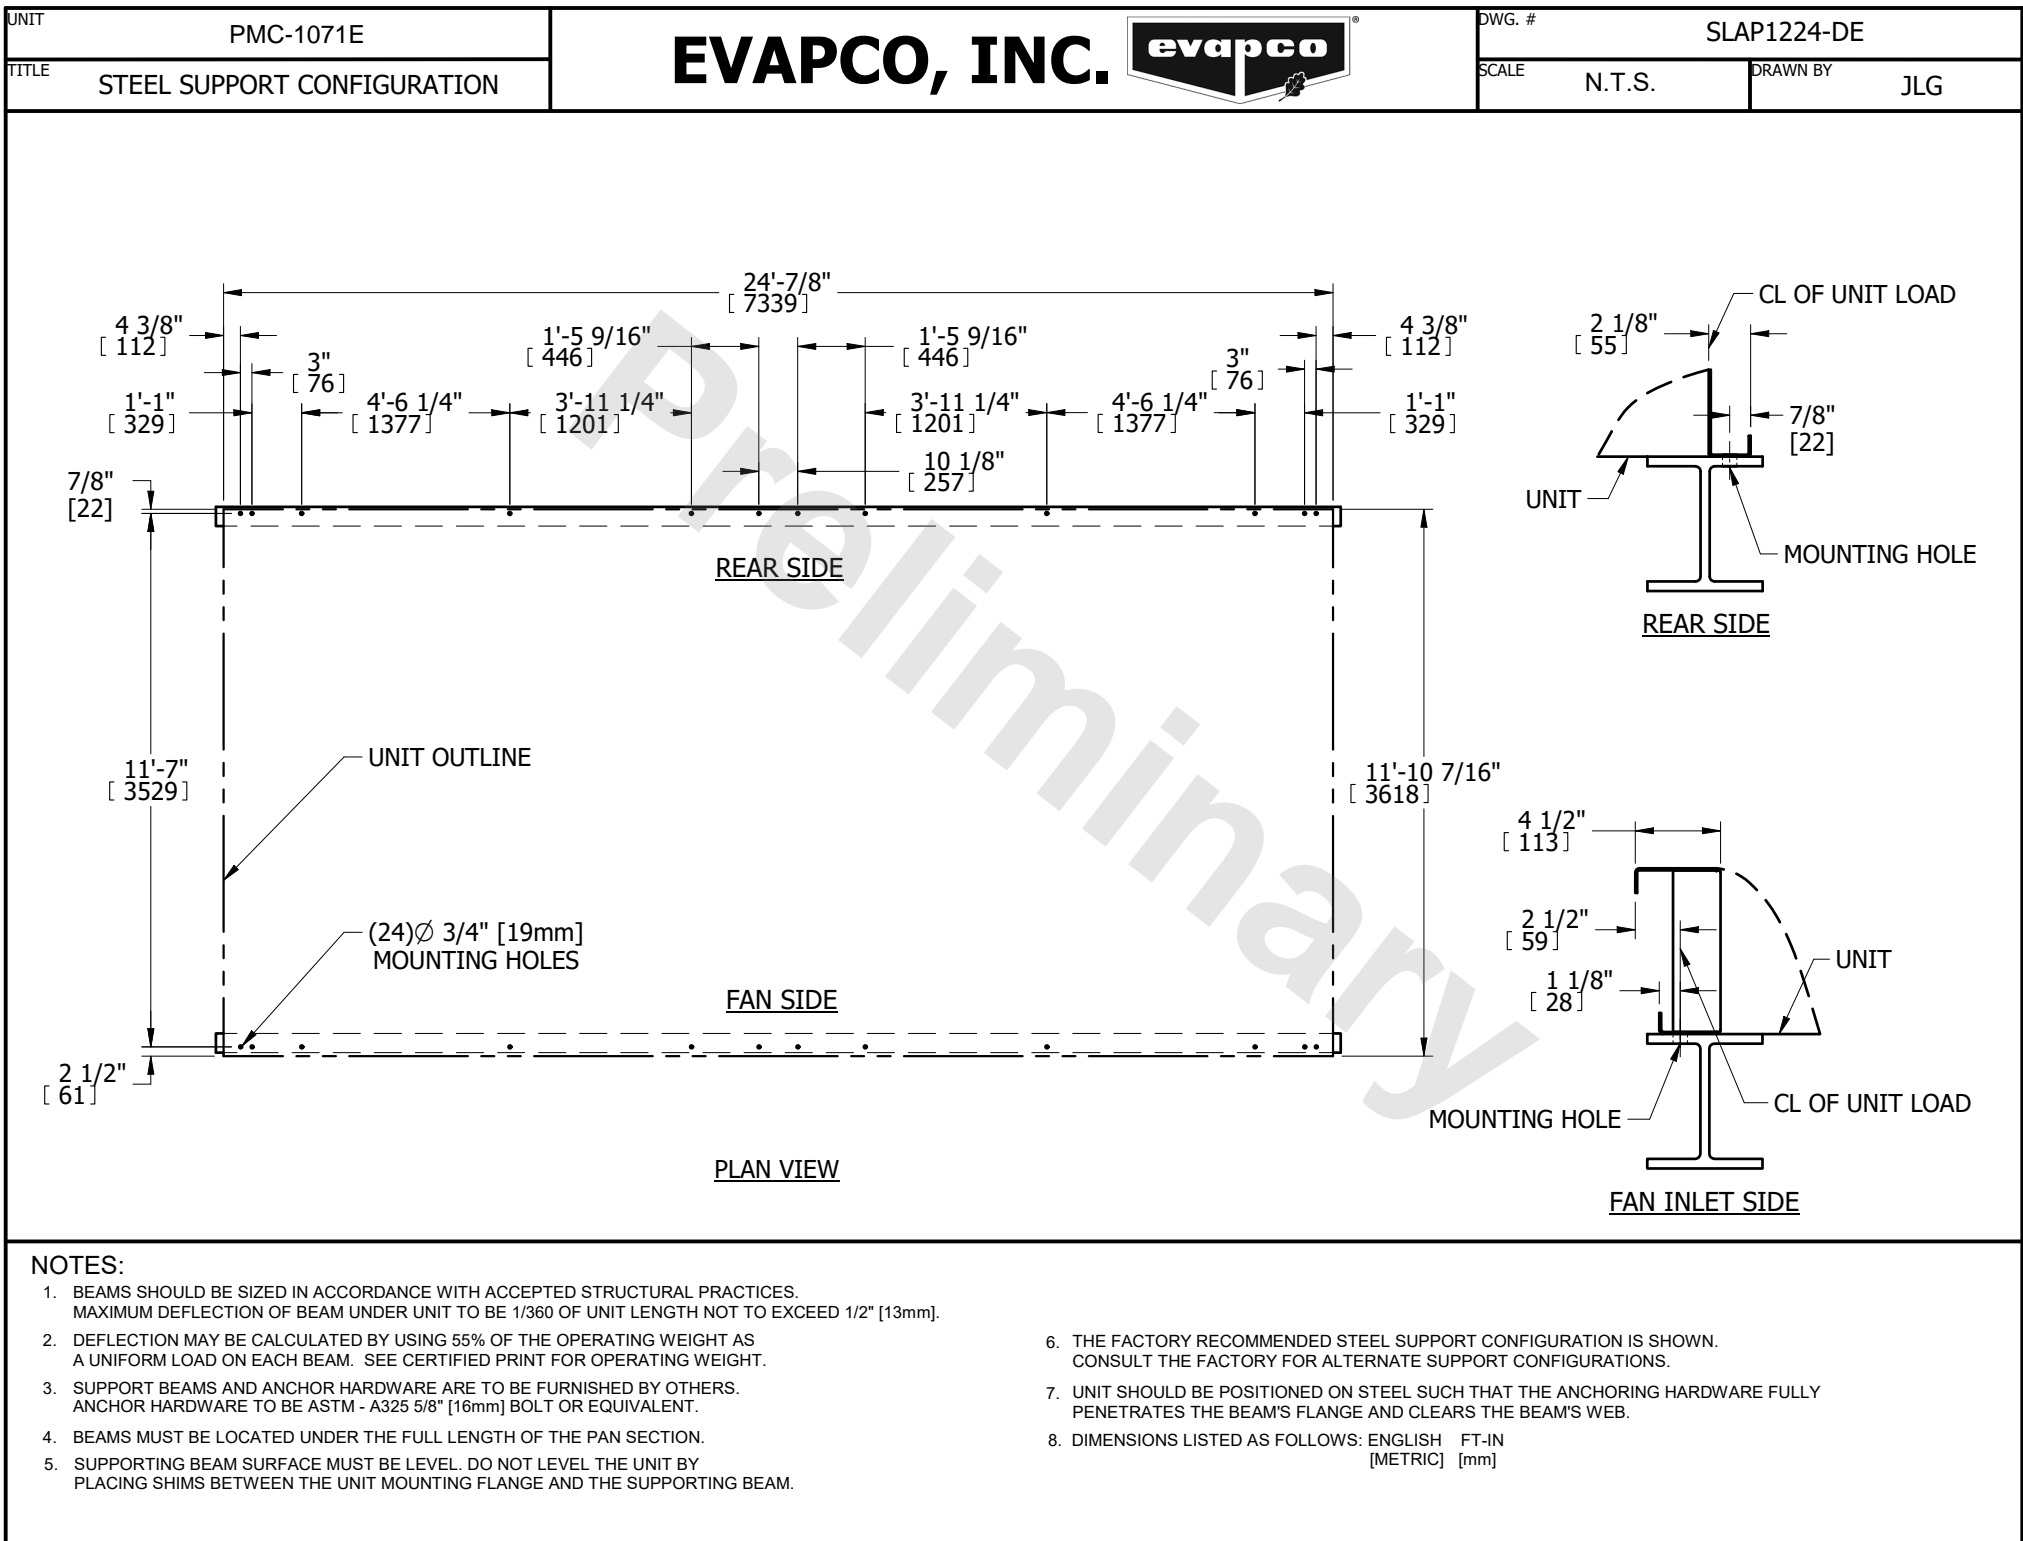 UNIT
PMC-1071E
TITLE
STEEL SUPPORT CONFIGURATION
EVAPCO, INC.
evapco
®
DWG. #
SLAP1224-DE
SCALE
N.T.S.
DRAWN BY
JLG
24'-7/8"
[ 7339]
4 3/8"
[ 112]
3"
[ 76]
1'-5 9/16"
[ 446]
1'-5 9/16"
[ 446]
3"
[ 76]
4 3/8"
[ 112]
1'-1"
[ 329]
4'-6 1/4"
[ 1377]
3'-11 1/4"
[ 1201]
3'-11 1/4"
[ 1201]
4'-6 1/4"
[ 1377]
1'-1"
[ 329]
10 1/8"
[ 257]
7/8"
[22]
REAR SIDE
UNIT OUTLINE
11'-7"
[ 3529]
11'-10 7/16"
[ 3618]
(24)Ø 3/4" [19mm]
MOUNTING HOLES
FAN SIDE
2 1/2"
[ 61]
PLAN VIEW
Preliminary
CL OF UNIT LOAD
2 1/8"
[ 55]
7/8"
[22]
UNIT
MOUNTING HOLE
REAR SIDE
4 1/2"
[ 113]
2 1/2"
[ 59]
1 1/8"
[ 28]
UNIT
CL OF UNIT LOAD
MOUNTING HOLE
FAN INLET SIDE
NOTES:
1. BEAMS SHOULD BE SIZED IN ACCORDANCE WITH ACCEPTED STRUCTURAL PRACTICES.
MAXIMUM DEFLECTION OF BEAM UNDER UNIT TO BE 1/360 OF UNIT LENGTH NOT TO EXCEED 1/2" [13mm].
2. DEFLECTION MAY BE CALCULATED BY USING 55% OF THE OPERATING WEIGHT AS
A UNIFORM LOAD ON EACH BEAM. SEE CERTIFIED PRINT FOR OPERATING WEIGHT.
3. SUPPORT BEAMS AND ANCHOR HARDWARE ARE TO BE FURNISHED BY OTHERS.
ANCHOR HARDWARE TO BE ASTM - A325 5/8" [16mm] BOLT OR EQUIVALENT.
4. BEAMS MUST BE LOCATED UNDER THE FULL LENGTH OF THE PAN SECTION.
5. SUPPORTING BEAM SURFACE MUST BE LEVEL. DO NOT LEVEL THE UNIT BY
PLACING SHIMS BETWEEN THE UNIT MOUNTING FLANGE AND THE SUPPORTING BEAM.
6. THE FACTORY RECOMMENDED STEEL SUPPORT CONFIGURATION IS SHOWN.
CONSULT THE FACTORY FOR ALTERNATE SUPPORT CONFIGURATIONS.
7. UNIT SHOULD BE POSITIONED ON STEEL SUCH THAT THE ANCHORING HARDWARE FULLY
PENETRATES THE BEAM'S FLANGE AND CLEARS THE BEAM'S WEB.
8. DIMENSIONS LISTED AS FOLLOWS: ENGLISH FT-IN
[METRIC] [mm]